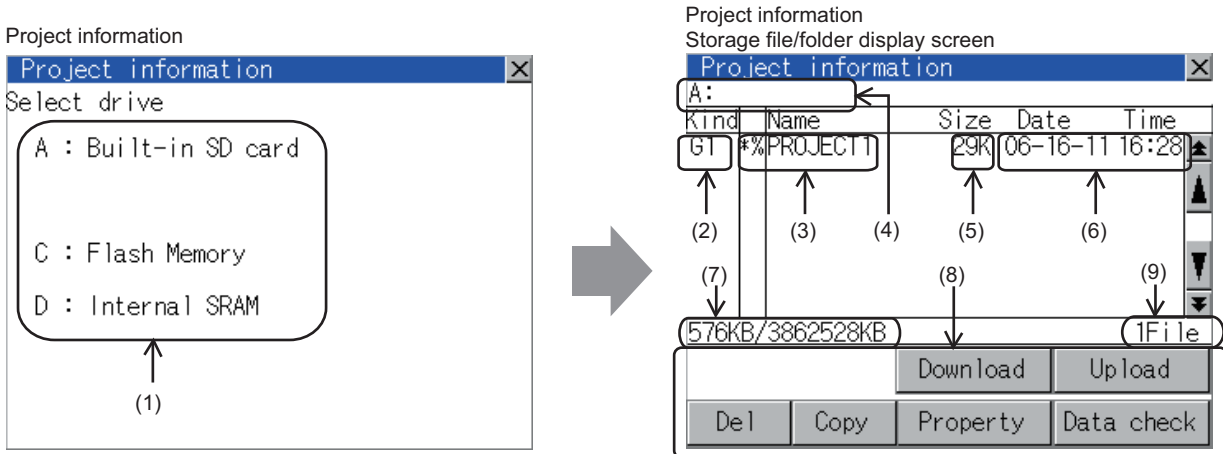 Project information
Project information
Select drive
A : Built-in SD card
C : Flash Memory
D : Internal SRAM
(1)
Project information
Storage file/folder display screen
Project information
A:
Kind Name Size Date Time
G1 *%PROJECT1 29K 06-16-11 16:28
(2) (3) (4) (5) (6)
(7) (8) (9)
576KB/3862528KB 1File
Download Upload
Del Copy Property Data check